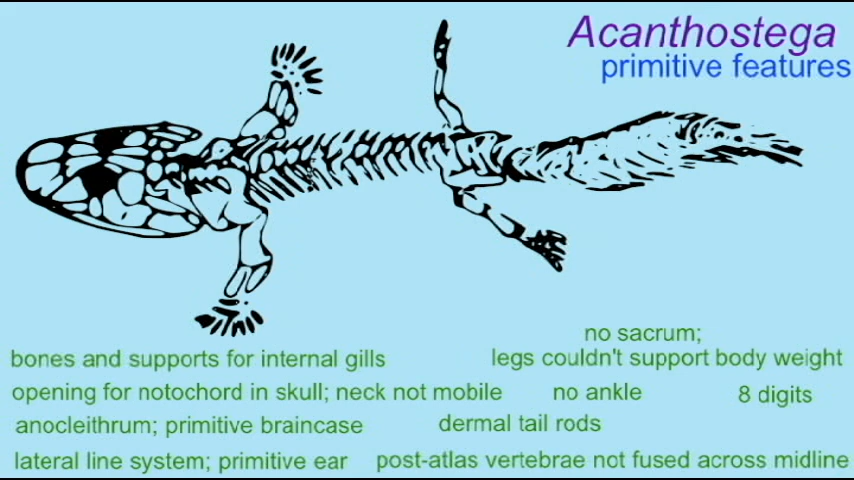 Acanthostega
primitive features
no sacrum;
bones and supports for internal gills
legs couldn't support body weight
opening for notochord in skull; neck not mobile
no ankle
8 digits
anocleithrum; primitive braincase
dermal tail rods
lateral line system; primitive ear
post-atlas vertebrae not fused across midline